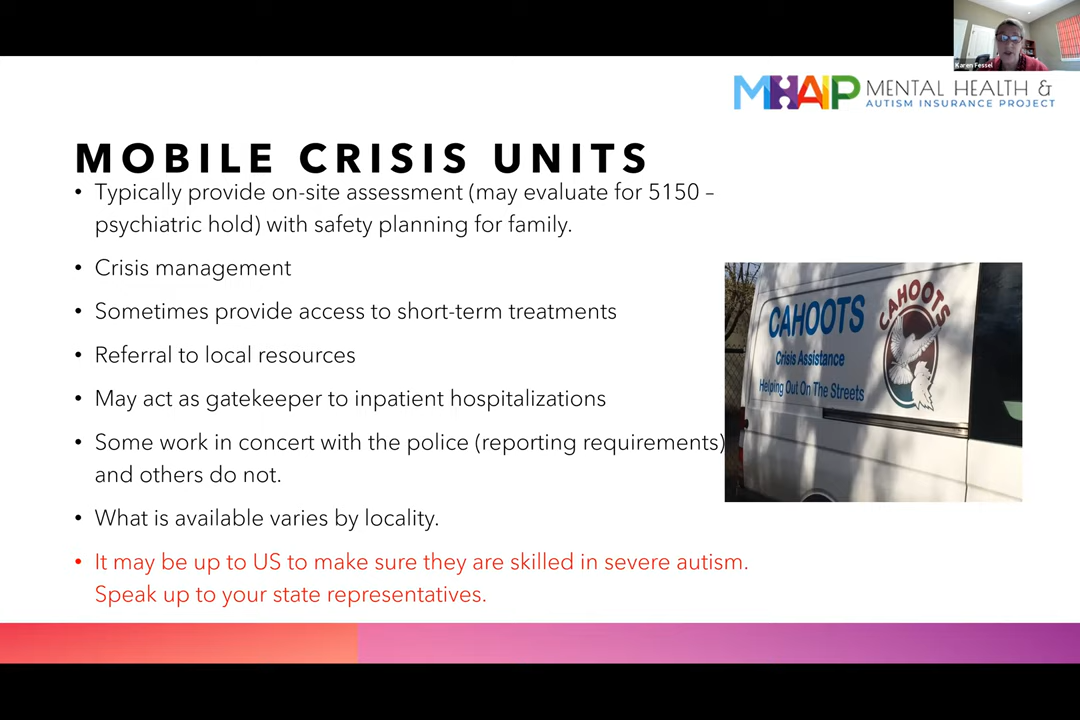 Karen Fessel
MHAIP MENTAL HEALTH &
AUTISM INSURANCE PROJECT
MOBILE CRISIS UNITS
• Typically provide on-site assessment (may evaluate for 5150 –
psychiatric hold) with safety planning for family.
• Crisis management
• Sometimes provide access to short-term treatments
• Referral to local resources
• May act as gatekeeper to inpatient hospitalizations
• Some work in concert with the police (reporting requirements)
and others do not.
• What is available varies by locality.
• It may be up to US to make sure they are skilled in severe autism.
Speak up to your state representatives.
CAHOOTS
Crisis Assistance
Helping Out On The Streets
CAHOOTS